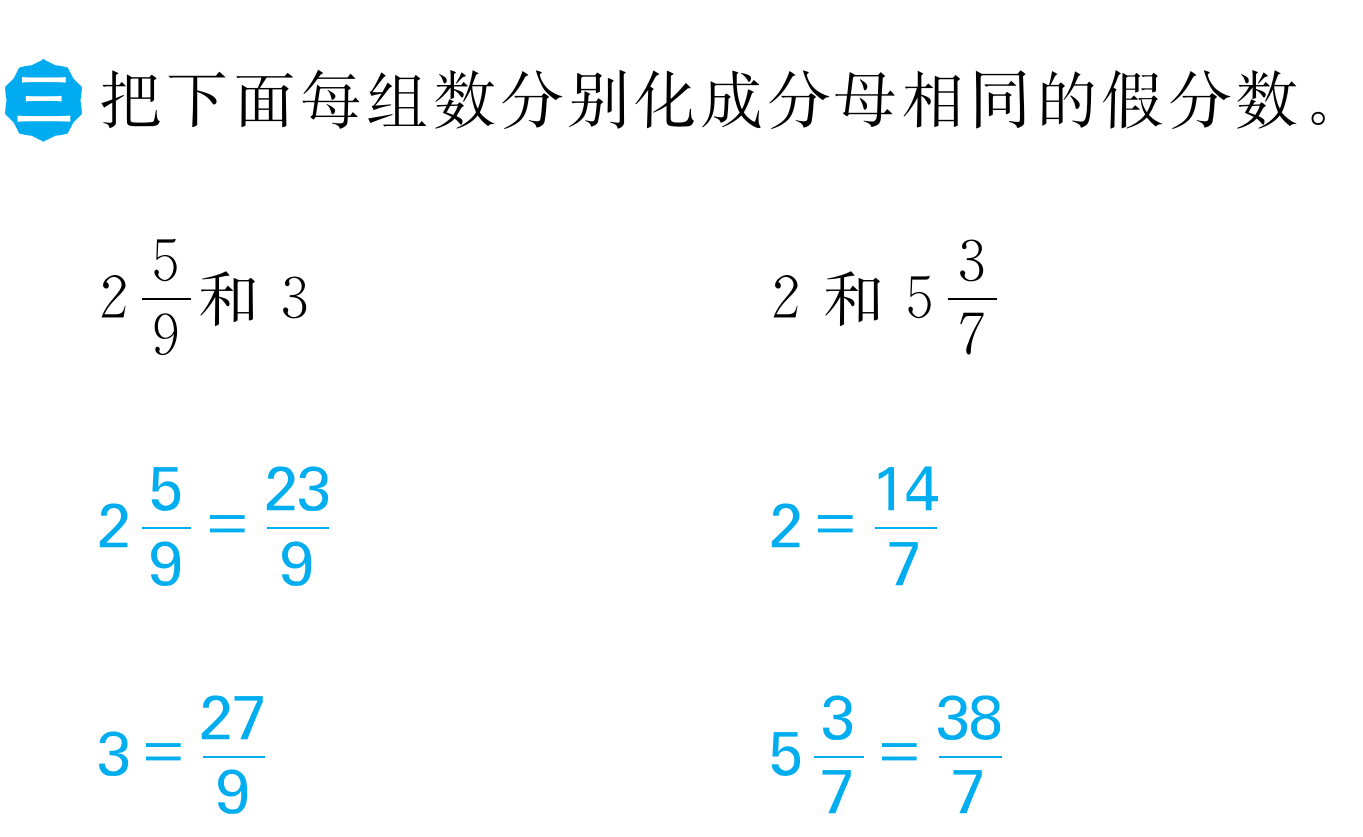 三 把下面每组数分别化成分母相同的假分数。
2 5/9 和 3 2 和 5 3/7
2 5/9 = 23/9 2 = 14/7
3 = 27/9 5 3/7 = 38/7